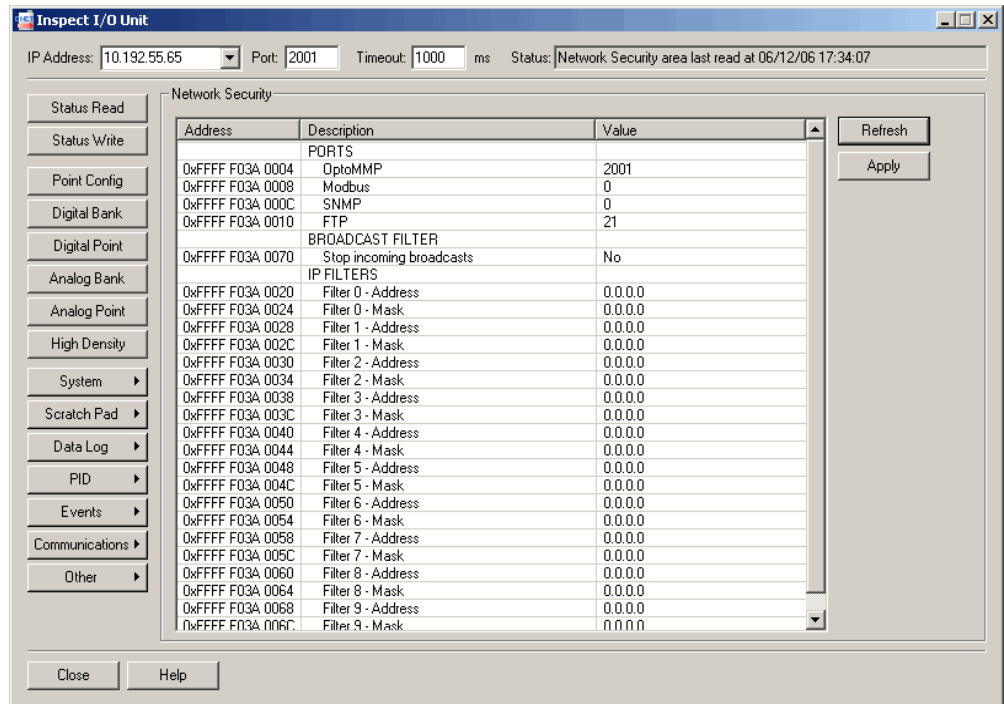 Inspect I/O Unit
IP Address: 10.192.55.65 Port: 2001 Timeout: 1000 ms Status: Network Security area last read at 06/12/06 17:34:07
Status Read
Status Write
Point Config
Digital Bank
Digital Point
Analog Bank
Analog Point
High Density
System
Scratch Pad
Data Log
PID
Events
Communications
Other
Network Security
Address Description Value
PORTS
0xFFFF F03A 0004 OptoMMP 2001
0xFFFF F03A 0008 Modbus 0
0xFFFF F03A 000C SNMP 0
0xFFFF F03A 0010 FTP 21
BROADCAST FILTER
0xFFFF F03A 0070 Stop incoming broadcasts No
IP FILTERS
0xFFFF F03A 0020 Filter 0 - Address 0.0.0.0
0xFFFF F03A 0024 Filter 0 - Mask 0.0.0.0
0xFFFF F03A 0028 Filter 1 - Address 0.0.0.0
0xFFFF F03A 002C Filter 1 - Mask 0.0.0.0
0xFFFF F03A 0030 Filter 2 - Address 0.0.0.0
0xFFFF F03A 0034 Filter 2 - Mask 0.0.0.0
0xFFFF F03A 0038 Filter 3 - Address 0.0.0.0
0xFFFF F03A 003C Filter 3 - Mask 0.0.0.0
0xFFFF F03A 0040 Filter 4 - Address 0.0.0.0
0xFFFF F03A 0044 Filter 4 - Mask 0.0.0.0
0xFFFF F03A 0048 Filter 5 - Address 0.0.0.0
0xFFFF F03A 004C Filter 5 - Mask 0.0.0.0
0xFFFF F03A 0050 Filter 6 - Address 0.0.0.0
0xFFFF F03A 0054 Filter 6 - Mask 0.0.0.0
0xFFFF F03A 0058 Filter 7 - Address 0.0.0.0
0xFFFF F03A 005C Filter 7 - Mask 0.0.0.0
0xFFFF F03A 0060 Filter 8 - Address 0.0.0.0
0xFFFF F03A 0064 Filter 8 - Mask 0.0.0.0
0xFFFF F03A 0068 Filter 9 - Address 0.0.0.0
0xFFFF F03A 006C Filter 9 - Mask 0.0.0.0
Refresh
Apply
Close
Help